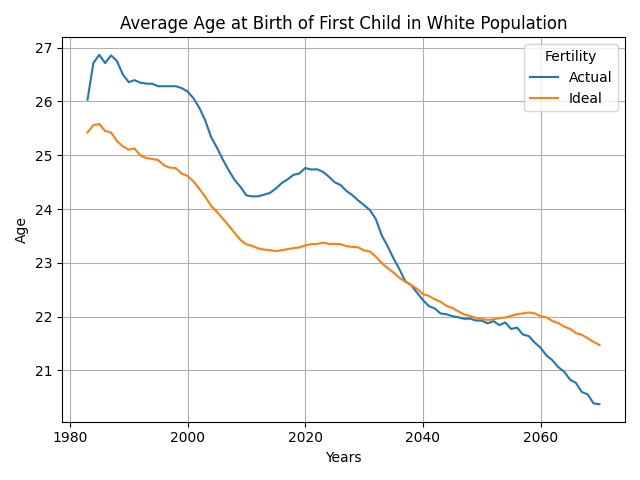 Average Age at Birth of First Child in White Population
Fertility
Actual
Ideal
27
26
25
24
23
22
21
Age
1980
2000
2020
2040
2060
Years